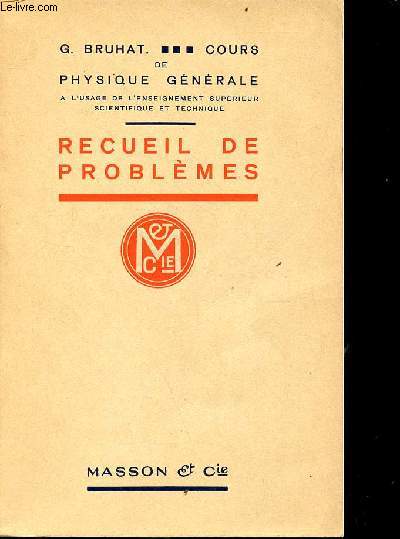 Le-livre.com
G. BRUHAT. ■■■ COURS
DE
PHYSIQUE GÉNÉRALE
A L'USAGE DE L'ENSEIGNEMENT SUPÉRIEUR
SCIENTIFIQUE ET TECHNIQUE
RECUEIL DE
PROBLÈMES
M et Cie
MASSON et Cie